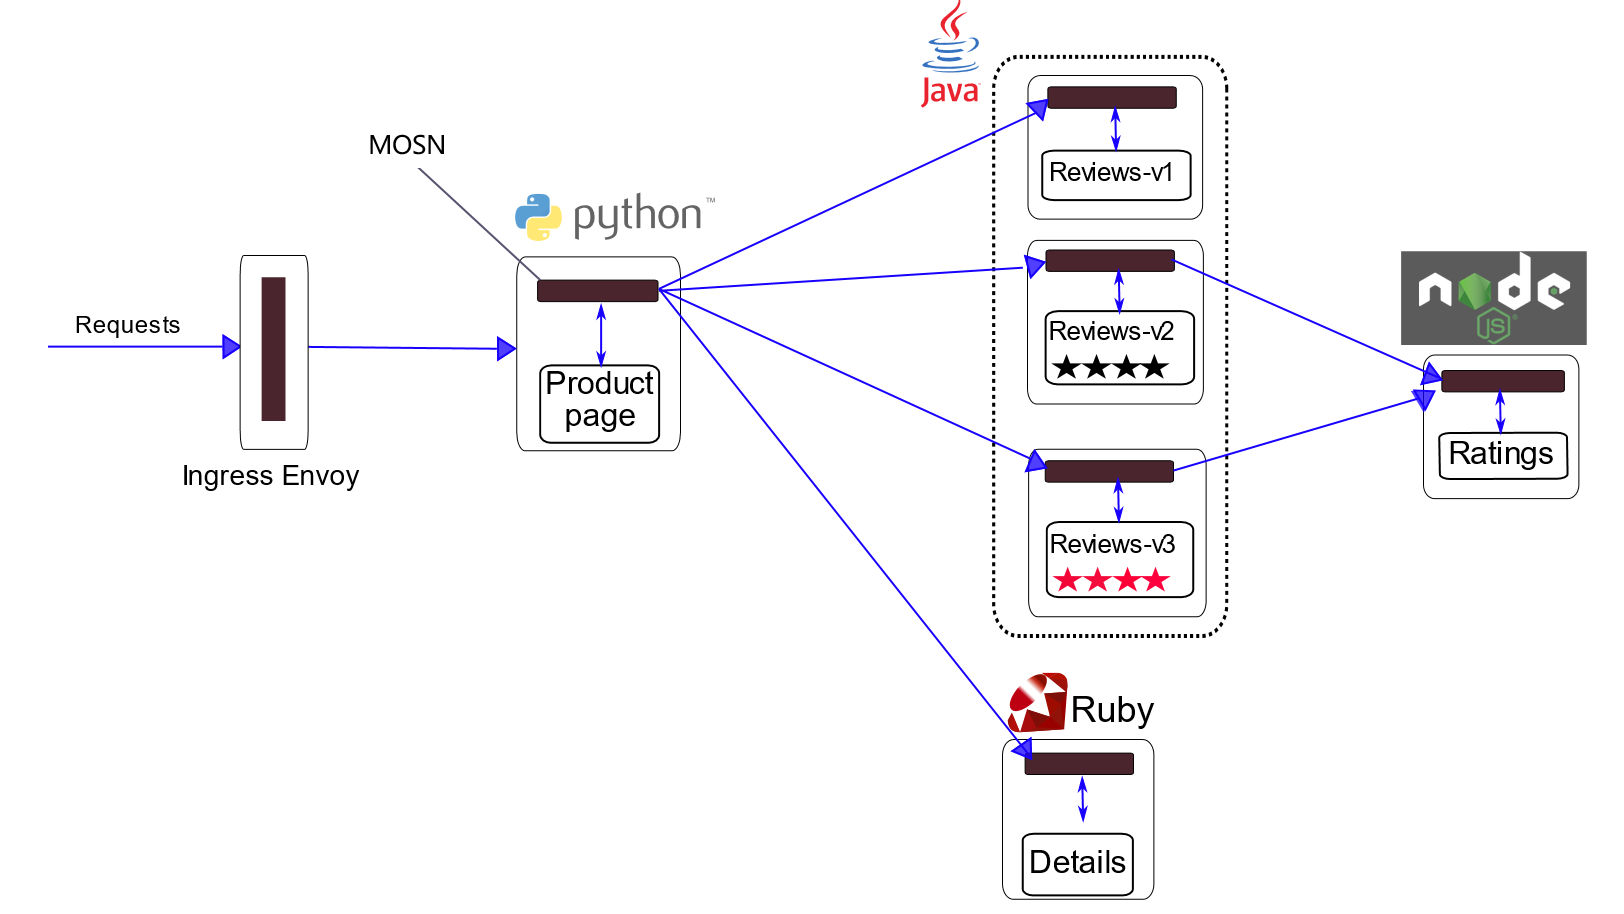 Java
MOSN
python™
Requests
Ingress Envoy
Product
page
Reviews-v1
Reviews-v2
Reviews-v3
node
JS®
Ratings
Ruby
Details